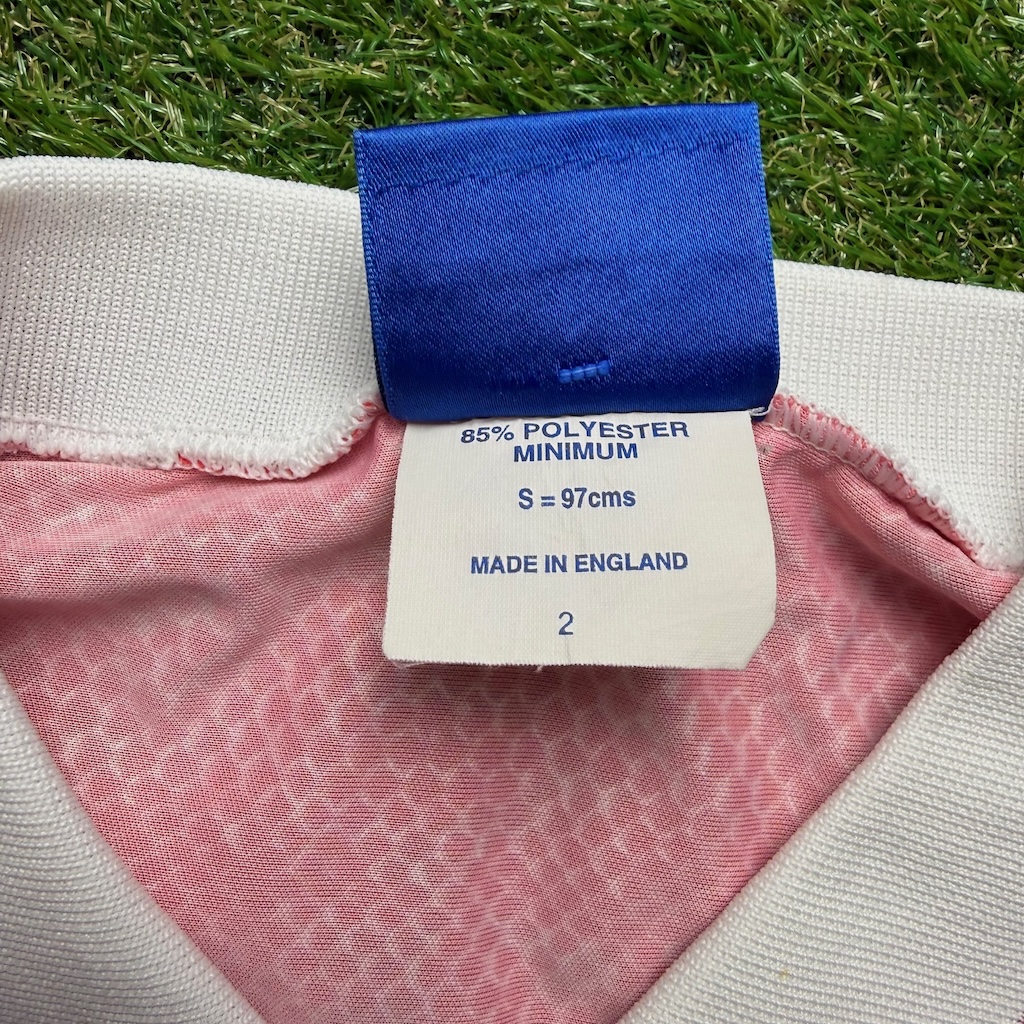 85% POLYESTER
MINIMUM
S = 97cms
MADE IN ENGLAND
2